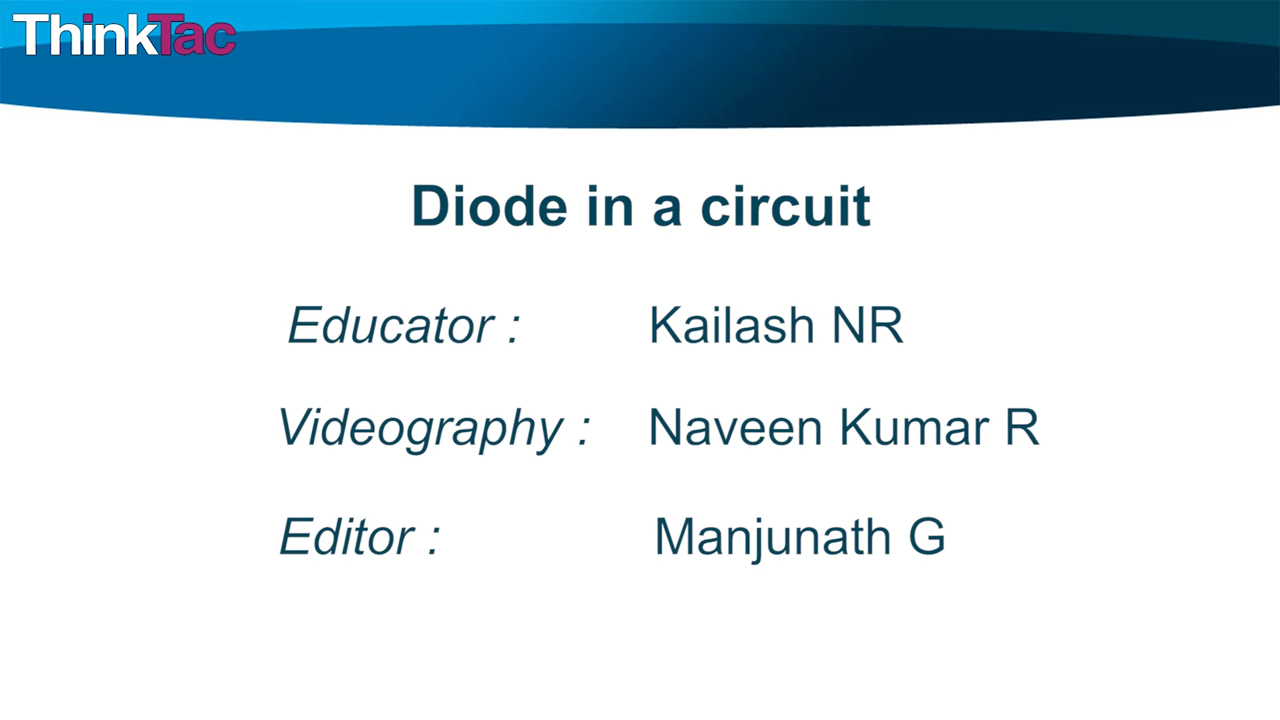 ThinkTac
Diode in a circuit
Educator : Kailash NR
Videography : Naveen Kumar R
Editor : Manjunath G